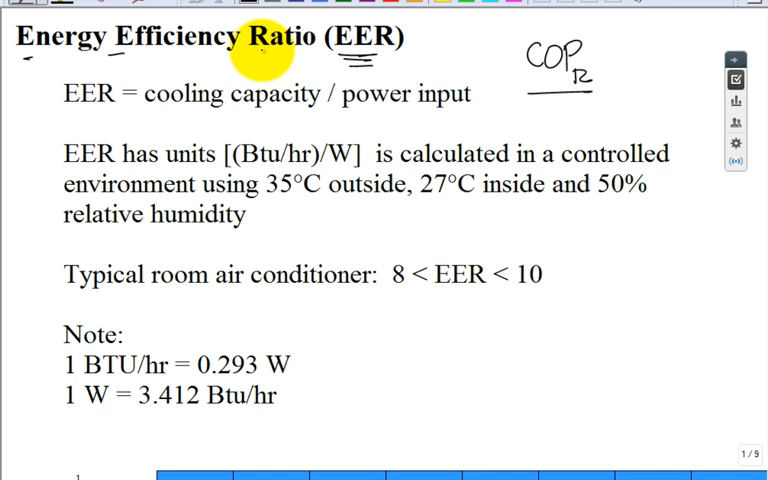 Energy Efficiency Ratio (EER)
COP
R
EER = cooling capacity / power input
EER has units [(Btu/hr)/W] is calculated in a controlled
environment using 35°C outside, 27°C inside and 50%
relative humidity
Typical room air conditioner: 8 < EER < 10
Note:
1 BTU/hr = 0.293 W
1 W = 3.412 Btu/hr
1 / 9
1